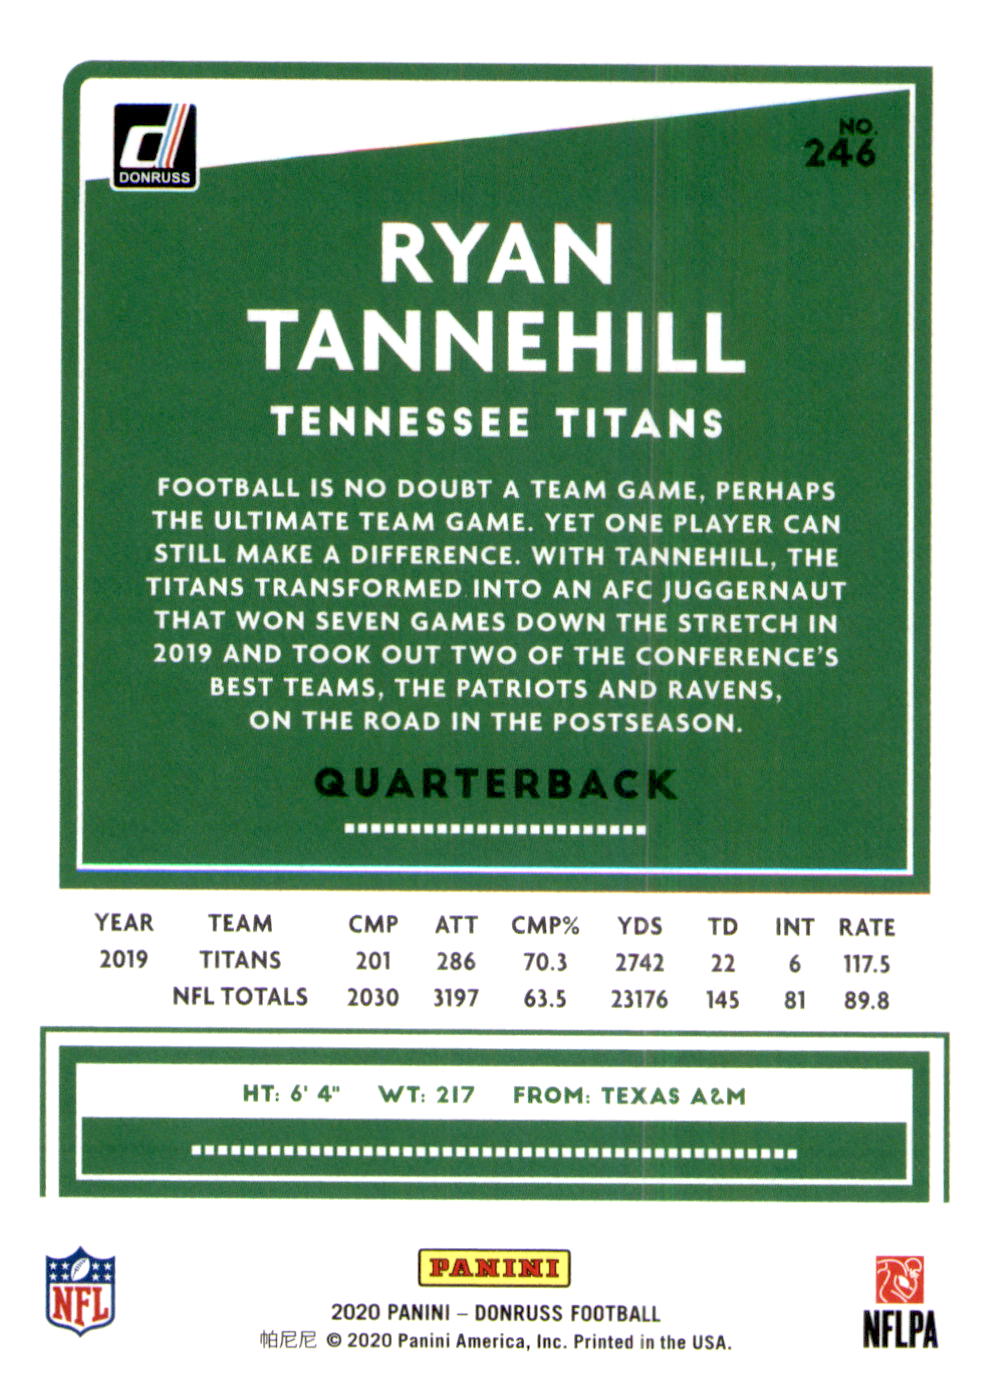 DONRUSS
NO.
246
RYAN
TANNEHILL
TENNESSEE TITANS
FOOTBALL IS NO DOUBT A TEAM GAME, PERHAPS
THE ULTIMATE TEAM GAME. YET ONE PLAYER CAN
STILL MAKE A DIFFERENCE. WITH TANNEHILL, THE
TITANS TRANSFORMED INTO AN AFC JUGGERNAUT
THAT WON SEVEN GAMES DOWN THE STRETCH IN
2019 AND TOOK OUT TWO OF THE CONFERENCE'S
BEST TEAMS, THE PATRIOTS AND RAVENS,
ON THE ROAD IN THE POSTSEASON.
QUARTERBACK
YEAR TEAM CMP ATT CMP% YDS TD INT RATE
2019 TITANS 201 286 70.3 2742 22 6 117.5
NFL TOTALS 2030 3197 63.5 23176 145 81 89.8
HT: 6' 4" WT: 217 FROM: TEXAS A&M
NFL
PANINI
2020 PANINI – DONRUSS FOOTBALL
帕尼尼 © 2020 Panini America, Inc. Printed in the USA.
NFLPA